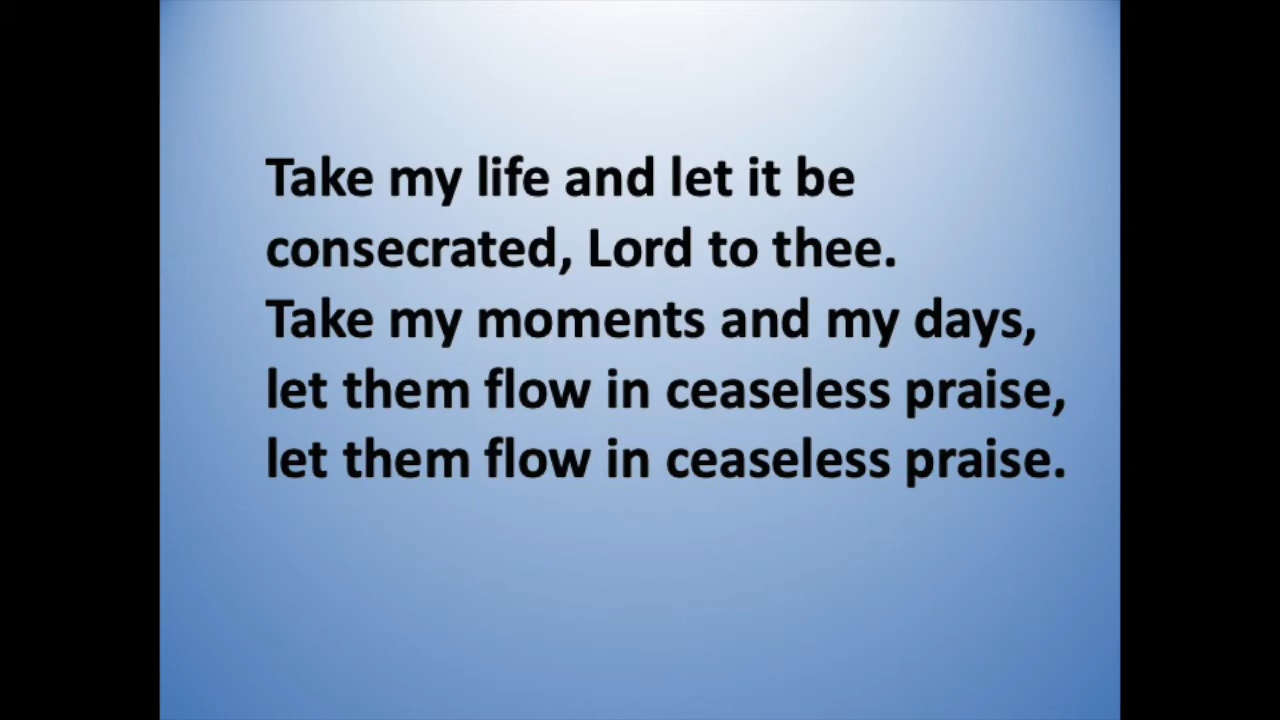 Take my life and let it be
consecrated, Lord to thee.
Take my moments and my days,
let them flow in ceaseless praise,
let them flow in ceaseless praise.